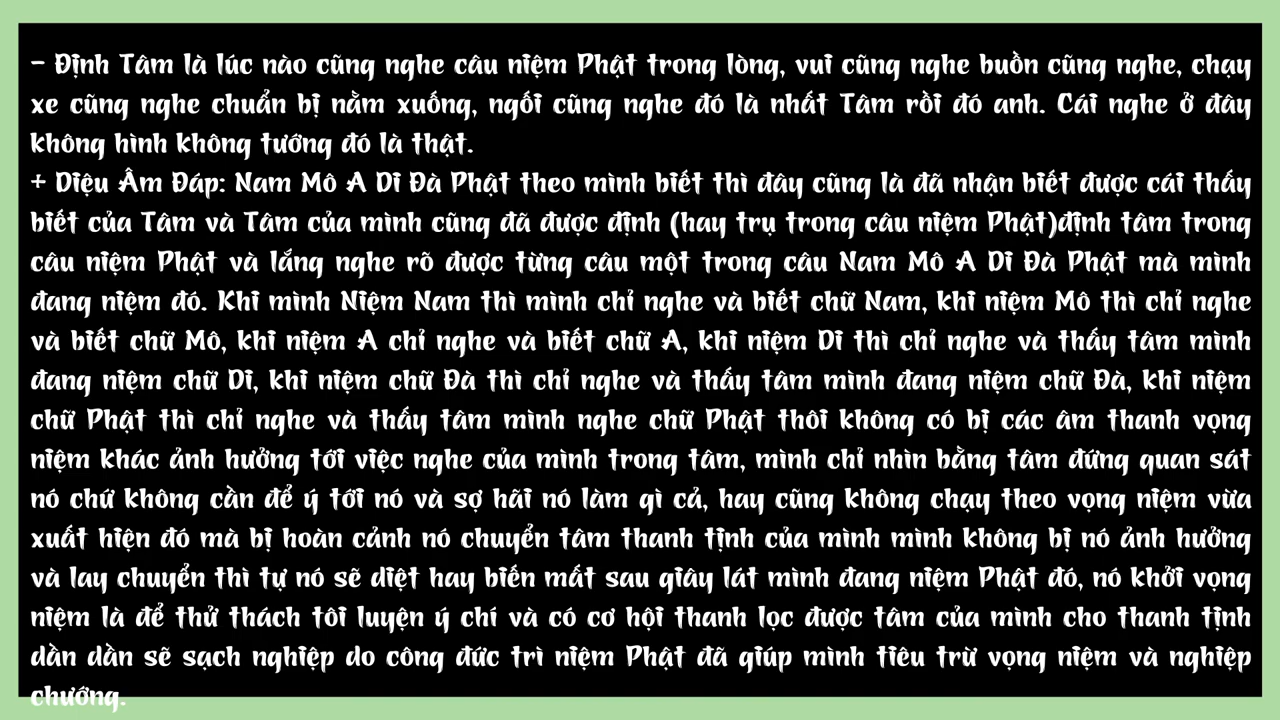 - Định Tâm là lúc nào cũng nghe câu niệm Phật trong lòng, vui cũng nghe buồn cũng nghe, chạy
xe cũng nghe chuẩn bị nằm xuống, ngối cũng nghe đó là nhất Tâm rồi đó anh. Cái nghe ở đây
không hình không tướng đó là thật.
+ Diệu Âm Đáp: Nam Mô A Di Đà Phật theo mình biết thì đây cũng là đã nhận biết được cái thấy
biết của Tâm và Tâm của mình cũng đã được định (hay trụ trong câu niệm Phật)định tâm trong
câu niệm Phật và lắng nghe rõ được từng câu một trong câu Nam Mô A Di Đà Phật mà mình
đang niệm đó. Khi mình Niệm Nam thì mình chỉ nghe và biết chữ Nam, khi niệm Mô thì chỉ nghe
và biết chữ Mô, khi niệm A chỉ nghe và biết chữ A, khi niệm Di thì chỉ nghe và thấy tâm mình
đang niệm chữ Di, khi niệm chữ Đà thì chỉ nghe và thấy tâm mình đang niệm chữ Đà, khi niệm
chữ Phật thì chỉ nghe và thấy tâm mình nghe chữ Phật thôi không có bị các âm thanh vọng
niệm khác ảnh hưởng tới việc nghe của mình trong tâm, mình chỉ nhìn bằng tâm đứng quan sát
nó chứ không cần để ý tới nó và sợ hãi nó làm gì cả, hay cũng không chạy theo vọng niệm vừa
xuất hiện đó mà bị hoàn cảnh nó chuyển tâm thanh tịnh của mình mình không bị nó ảnh hưởng
và lay chuyển thì tự nó sẽ diệt hay biến mất sau giây lát mình đang niệm Phật đó, nó khởi vọng
niệm là để thử thách tôi luyện ý chí và có cơ hội thanh lọc được tâm của mình cho thanh tịnh
dần dần sẽ sạch nghiệp do công đức trì niệm Phật đã giúp mình tiêu trừ vọng niệm và nghiệp
chướng.